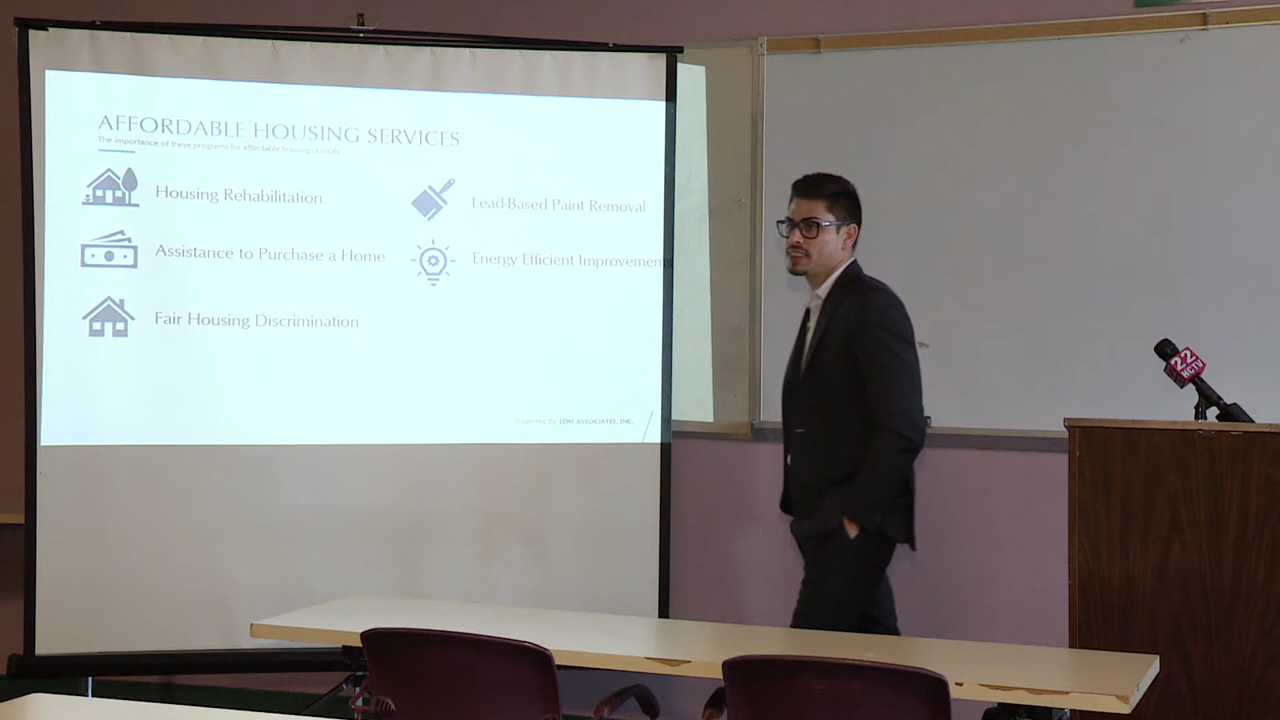 AFFORDABLE HOUSING SERVICES
The importance of these programs for affordable housing services
Housing Rehabilitation
Lead-Based Paint Removal
Assistance to Purchase a Home
Energy Efficient Improvements
Fair Housing Discrimination
Presented By: LDM ASSOCIATES, INC.
22
KCTV